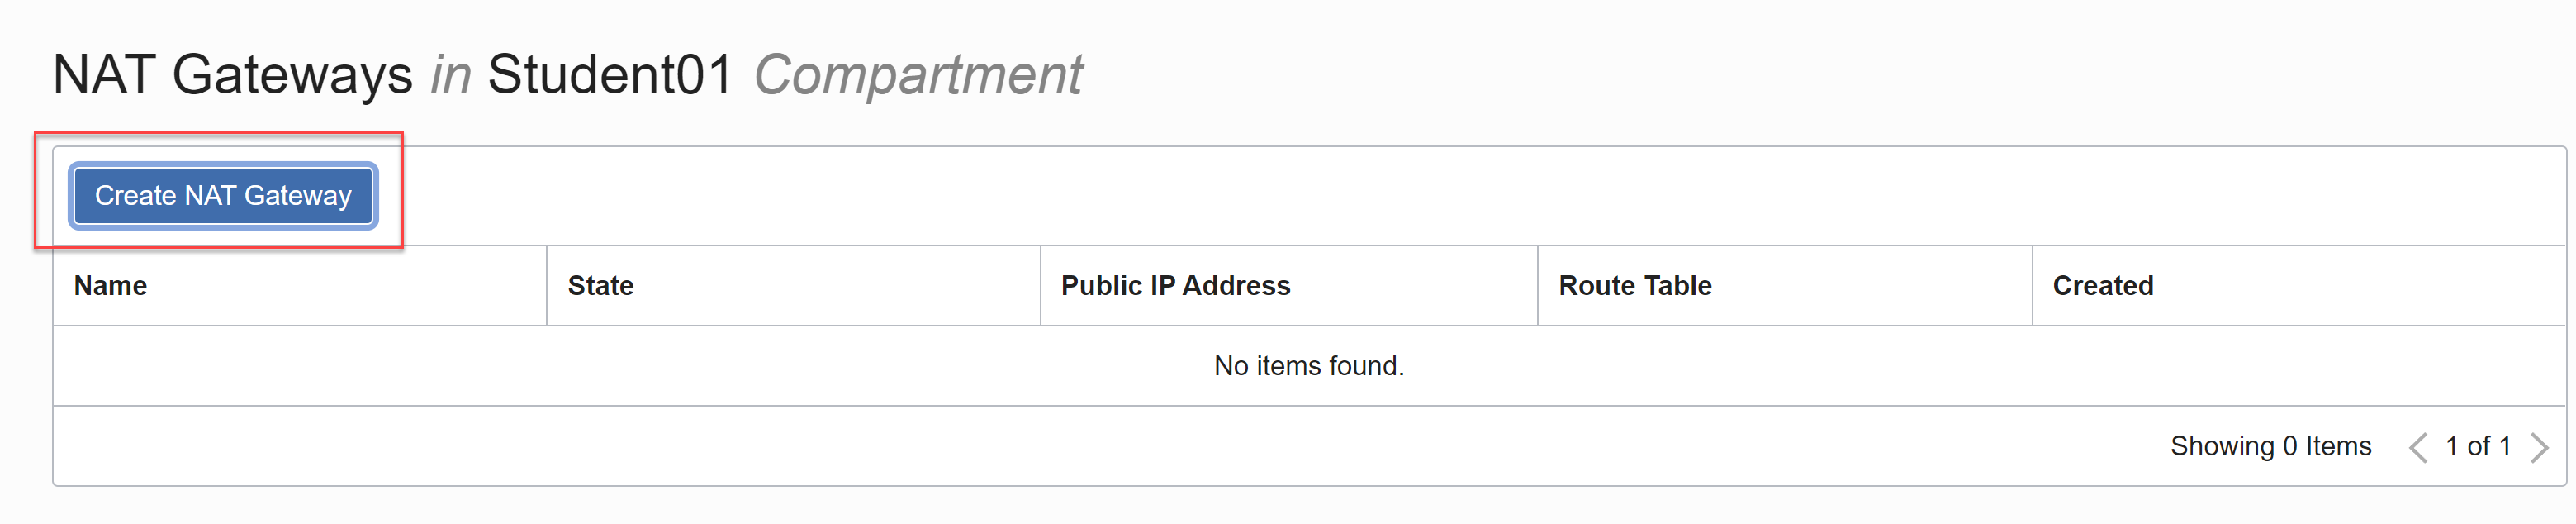 NAT Gateways in Student01 Compartment
Create NAT Gateway
Name State Public IP Address Route Table Created
No items found.
Showing 0 Items 1 of 1